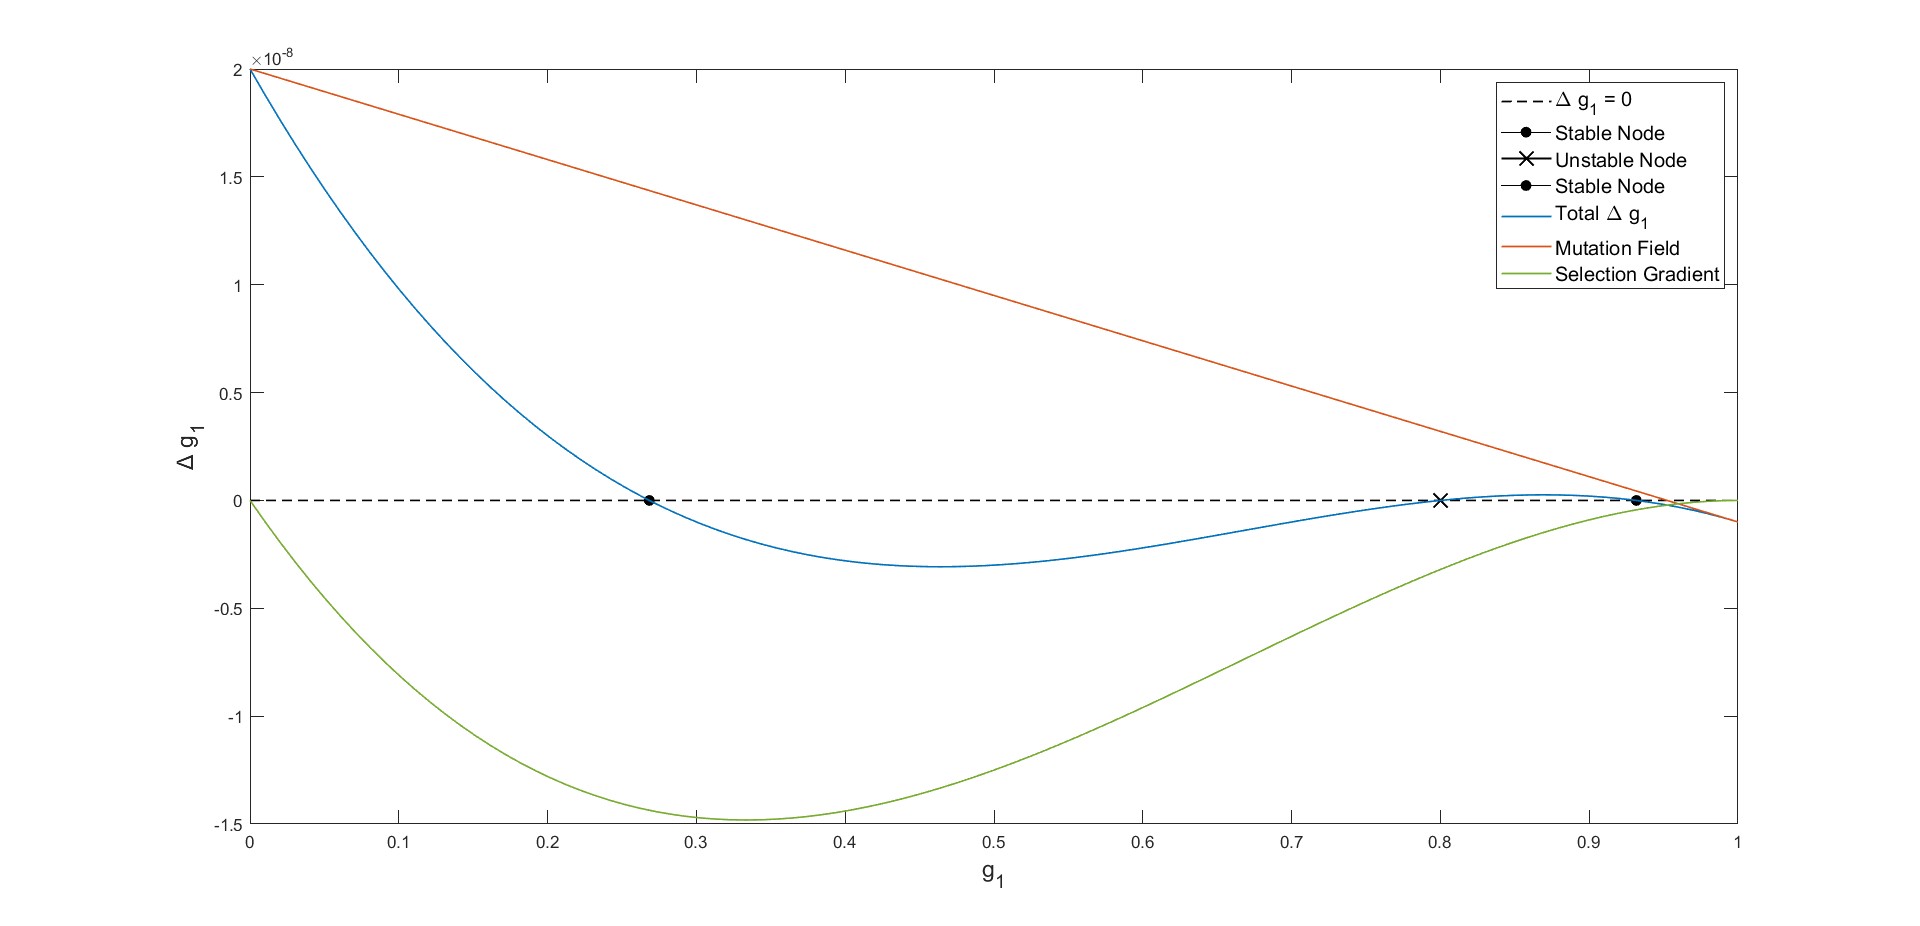 ×10⁻⁸
2
1.5
1
0.5
0
-0.5
-1
-1.5
Δ g₁
0 0.1 0.2 0.3 0.4 0.5 0.6 0.7 0.8 0.9 1
g₁
Δ g₁ = 0
Stable Node
Unstable Node
Stable Node
Total Δ g₁
Mutation Field
Selection Gradient